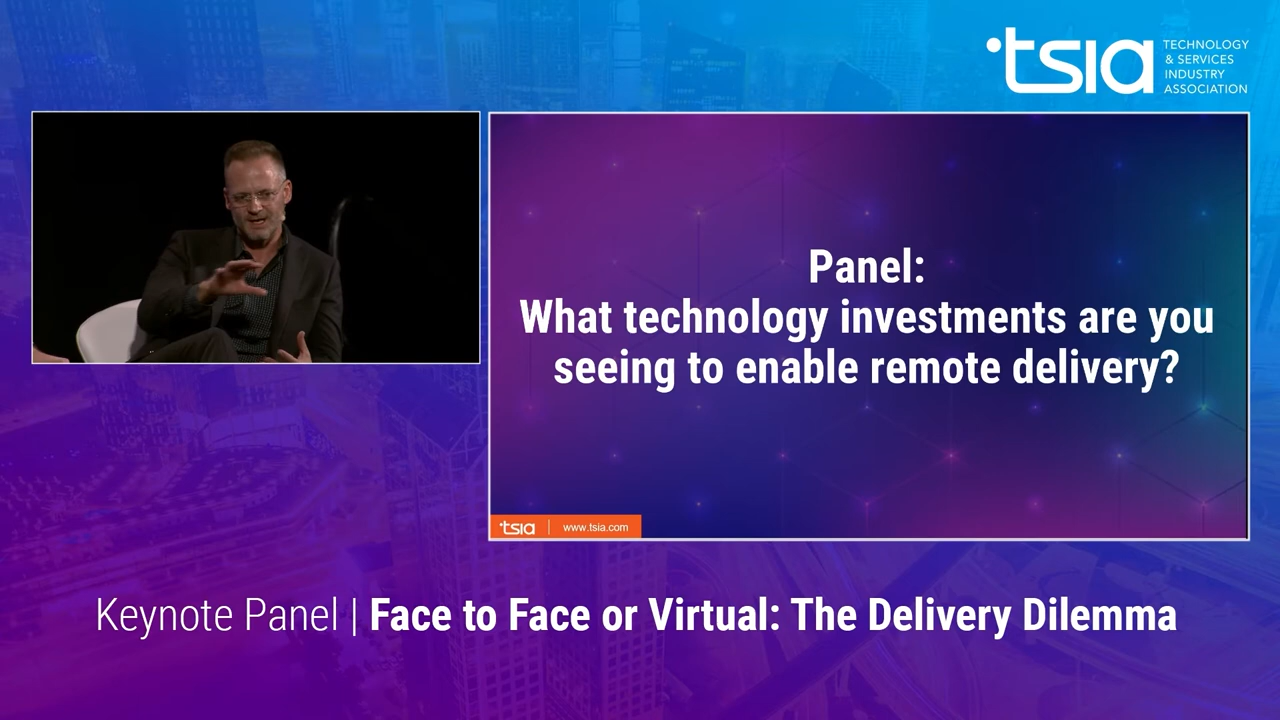 tsia
TECHNOLOGY
& SERVICES
INDUSTRY
ASSOCIATION
Panel:
What technology investments are you
seeing to enable remote delivery?
tsia | www.tsia.com
Keynote Panel | Face to Face or Virtual: The Delivery Dilemma